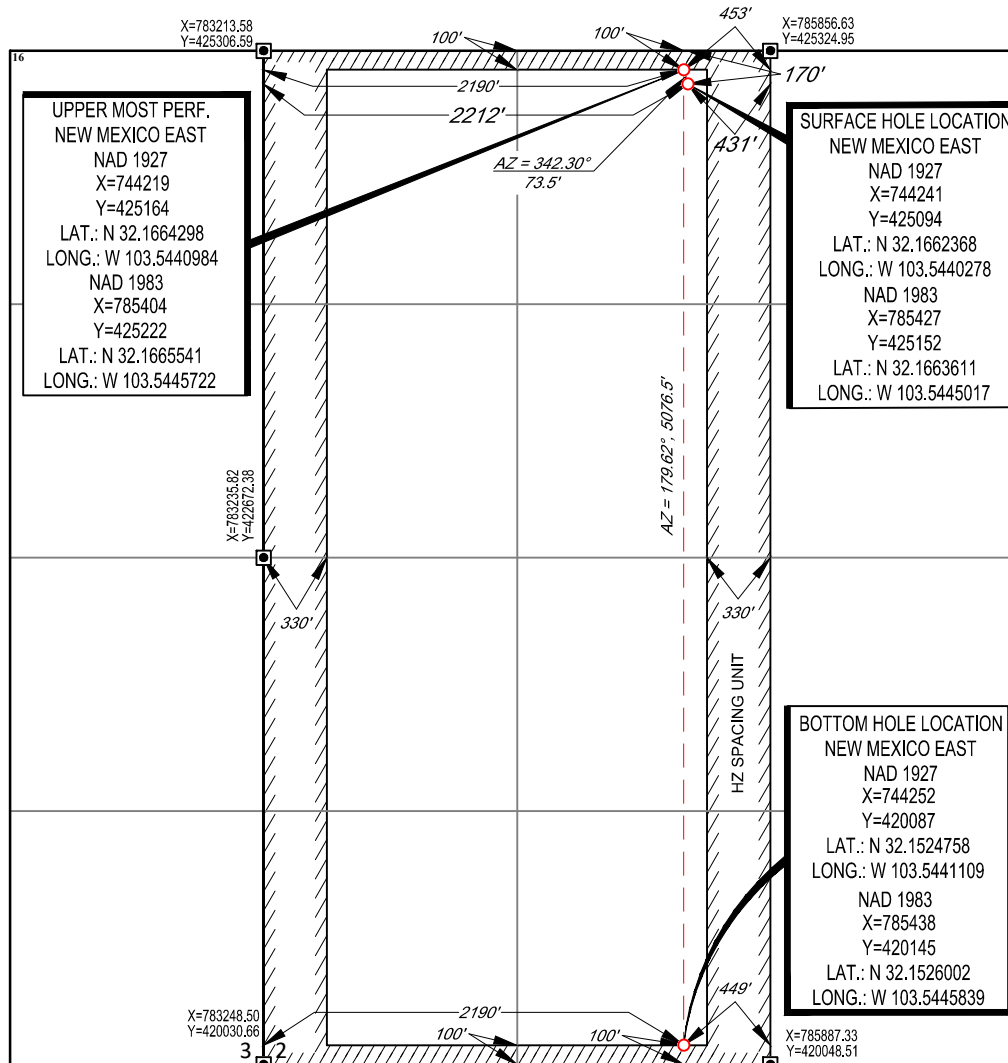 X=783213.58
Y=425306.59
X=785856.63
Y=425324.95
16
100'
100'
453'
2190'
170'
2212'
431'
AZ = 342.30°
73.5'
UPPER MOST PERF.
NEW MEXICO EAST
NAD 1927
X=744219
Y=425164
LAT.: N 32.1664298
LONG.: W 103.5440984
NAD 1983
X=785404
Y=425222
LAT.: N 32.1665541
LONG.: W 103.5445722
SURFACE HOLE LOCATION
NEW MEXICO EAST
NAD 1927
X=744241
Y=425094
LAT.: N 32.1662368
LONG.: W 103.5440278
NAD 1983
X=785427
Y=425152
LAT.: N 32.1663611
LONG.: W 103.5445017
X=783235.82
Y=422672.38
AZ = 179.62°, 5076.5'
330'
330'
HZ SPACING UNIT
BOTTOM HOLE LOCATION
NEW MEXICO EAST
NAD 1927
X=744252
Y=420087
LAT.: N 32.1524758
LONG.: W 103.5441109
NAD 1983
X=785438
Y=420145
LAT.: N 32.1526002
LONG.: W 103.5445839
X=783248.50
Y=420030.66
2190'
449'
100'
100'
3 2
X=785887.33
Y=420048.51